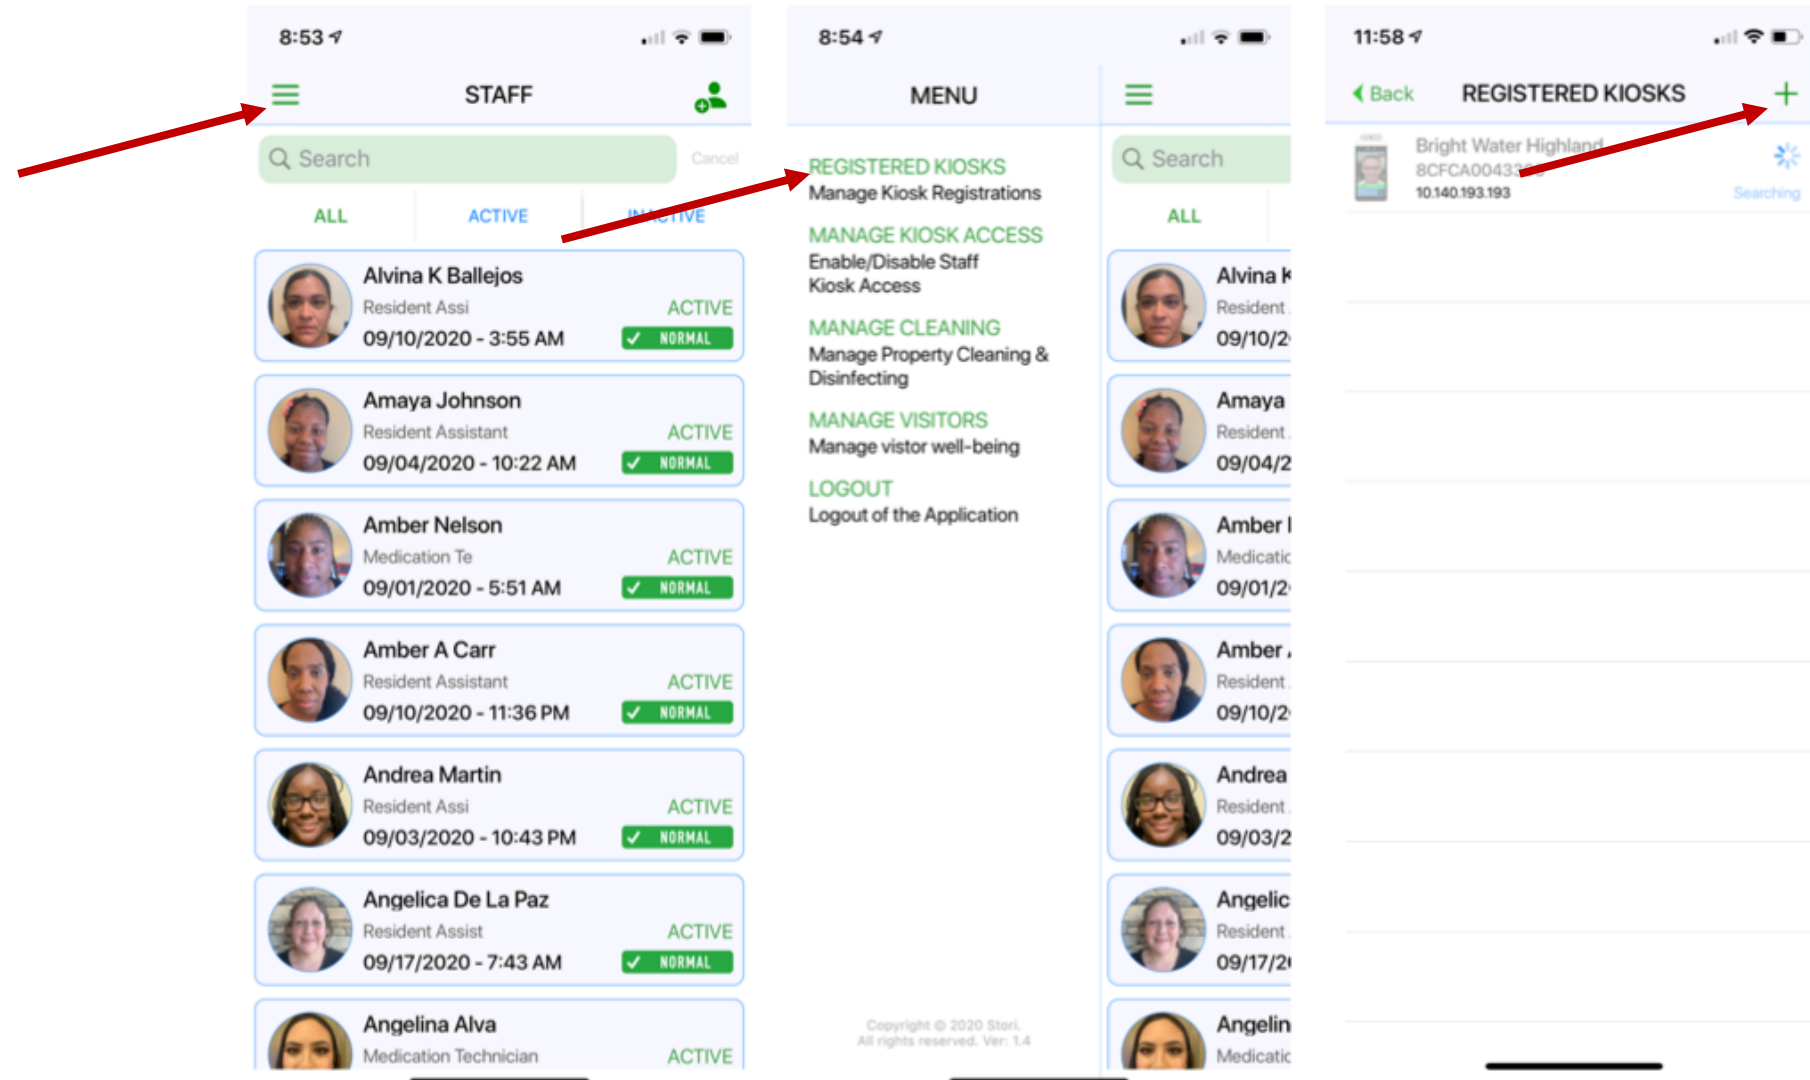 8:53
STAFF
Search
Cancel
ALL ACTIVE INACTIVE
Alvina K Ballejos
Resident Assi ACTIVE
09/10/2020 - 3:55 AM NORMAL
Amaya Johnson
Resident Assistant ACTIVE
09/04/2020 - 10:22 AM NORMAL
Amber Nelson
Medication Te ACTIVE
09/01/2020 - 5:51 AM NORMAL
Amber A Carr
Resident Assistant ACTIVE
09/10/2020 - 11:36 PM NORMAL
Andrea Martin
Resident Assi ACTIVE
09/03/2020 - 10:43 PM NORMAL
Angelica De La Paz
Resident Assist ACTIVE
09/17/2020 - 7:43 AM NORMAL
Angelina Alva
Medication Technician ACTIVE
8:54
MENU
REGISTERED KIOSKS
Manage Kiosk Registrations
MANAGE KIOSK ACCESS
Enable/Disable Staff
Kiosk Access
MANAGE CLEANING
Manage Property Cleaning &
Disinfecting
MANAGE VISITORS
Manage vistor well-being
LOGOUT
Logout of the Application
Copyright © 2020 Stori.
All rights reserved. Ver: 1.4
Search
ALL
Alvina K
Resident
09/10/2
Amaya
Resident
09/04/2
Amber
Medicatic
09/01/2
Amber
Resident
09/10/2
Andrea
Resident
09/03/2
Angelic
Resident
09/17/2
Angelin
Medicatic
11:58
Back REGISTERED KIOSKS
Bright Water Highland
10.140.193.193
Searching